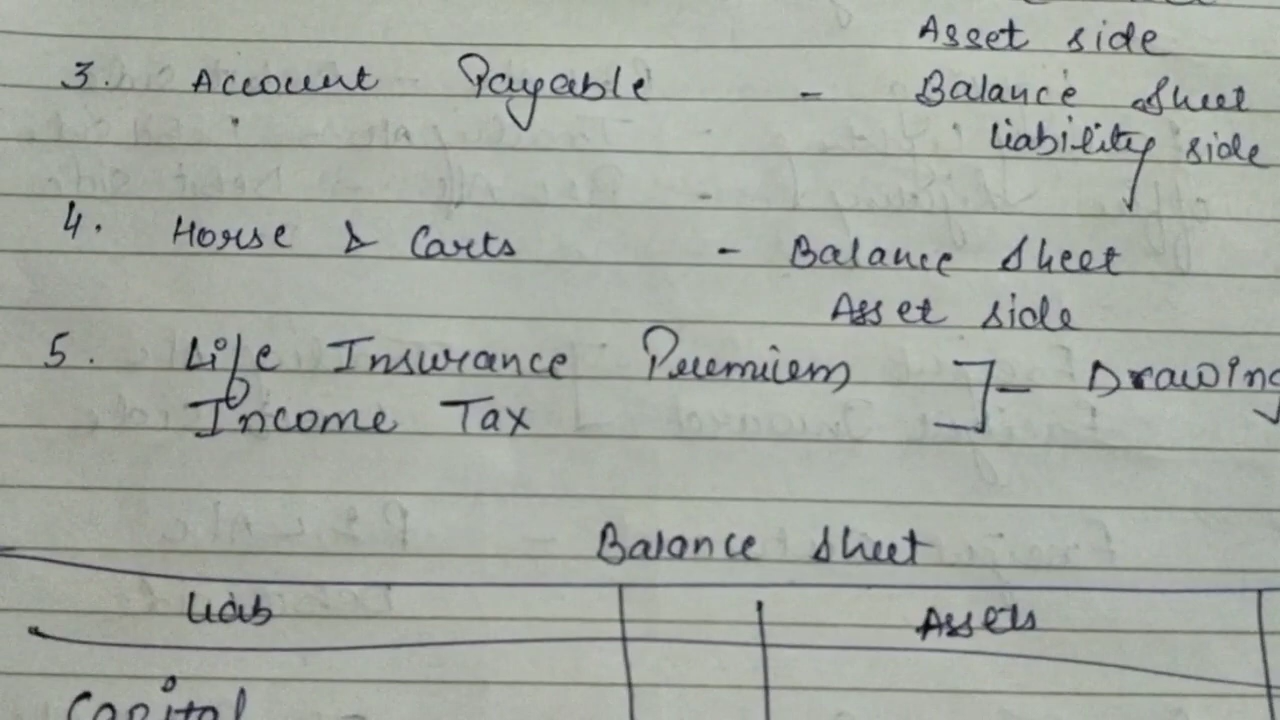 Asset side
3. Account Payable - Balance Sheet
liability side
4. Horse & Carts - Balance Sheet
Asset side
5. Life Insurance Premium ]- Drawing
Income Tax
Balance Sheet
Liab Assets
Capital